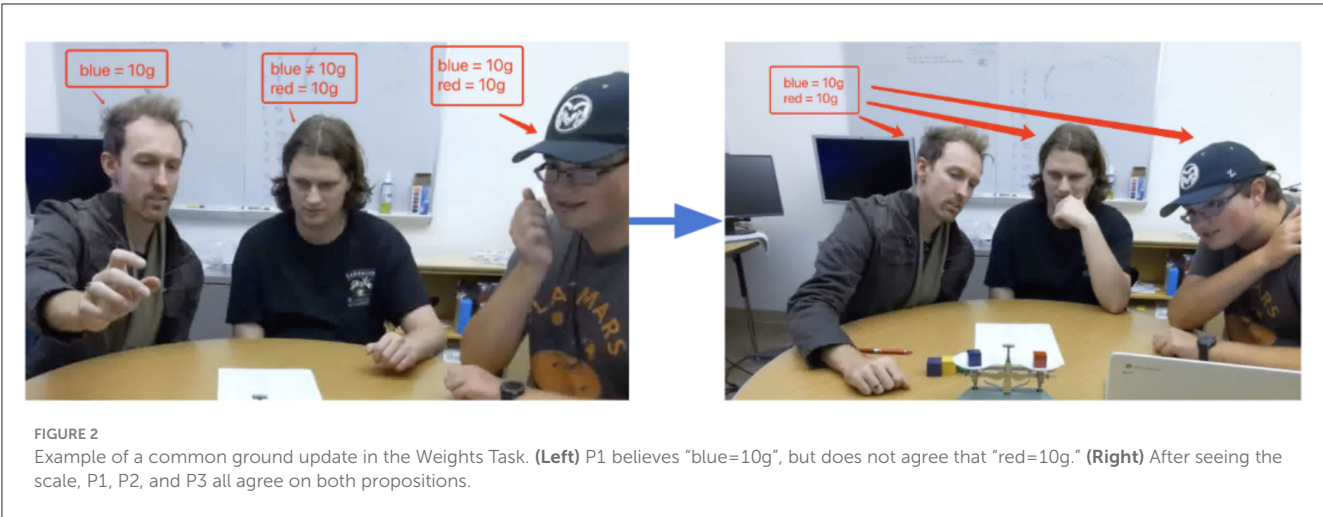 blue = 10g
blue ≠ 10g
red = 10g
blue = 10g
red = 10g
blue = 10g
red = 10g
LA MARS
Z
FIGURE 2
Example of a common ground update in the Weights Task. (Left) P1 believes "blue=10g", but does not agree that "red=10g." (Right) After seeing the
scale, P1, P2, and P3 all agree on both propositions.